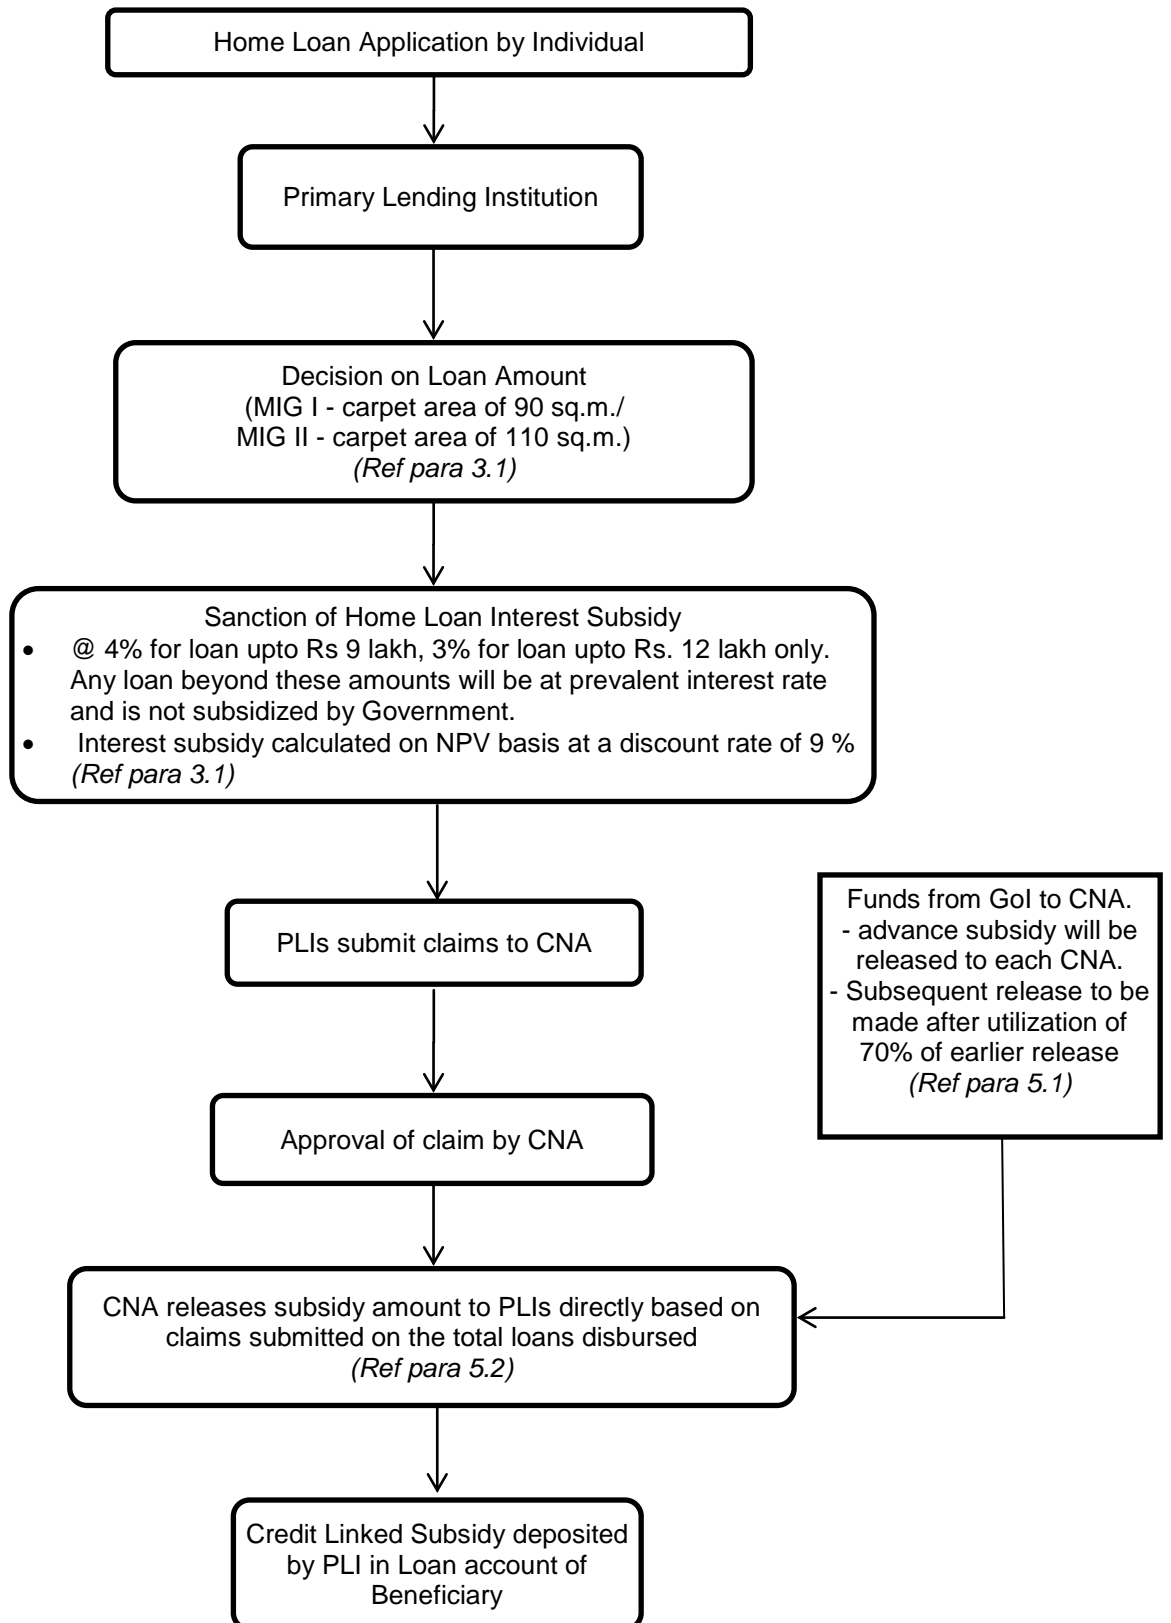 Home Loan Application by Individual
Primary Lending Institution
Decision on Loan Amount
(MIG I - carpet area of 90 sq.m./
MIG II - carpet area of 110 sq.m.)
(Ref para 3.1)
Sanction of Home Loan Interest Subsidy
• @ 4% for loan upto Rs 9 lakh, 3% for loan upto Rs. 12 lakh only.
Any loan beyond these amounts will be at prevalent interest rate
and is not subsidized by Government.
• Interest subsidy calculated on NPV basis at a discount rate of 9 %
(Ref para 3.1)
PLIs submit claims to CNA
Funds from GoI to CNA.
- advance subsidy will be
released to each CNA.
- Subsequent release to be
made after utilization of
70% of earlier release
(Ref para 5.1)
Approval of claim by CNA
CNA releases subsidy amount to PLIs directly based on
claims submitted on the total loans disbursed
(Ref para 5.2)
Credit Linked Subsidy deposited
by PLI in Loan account of
Beneficiary